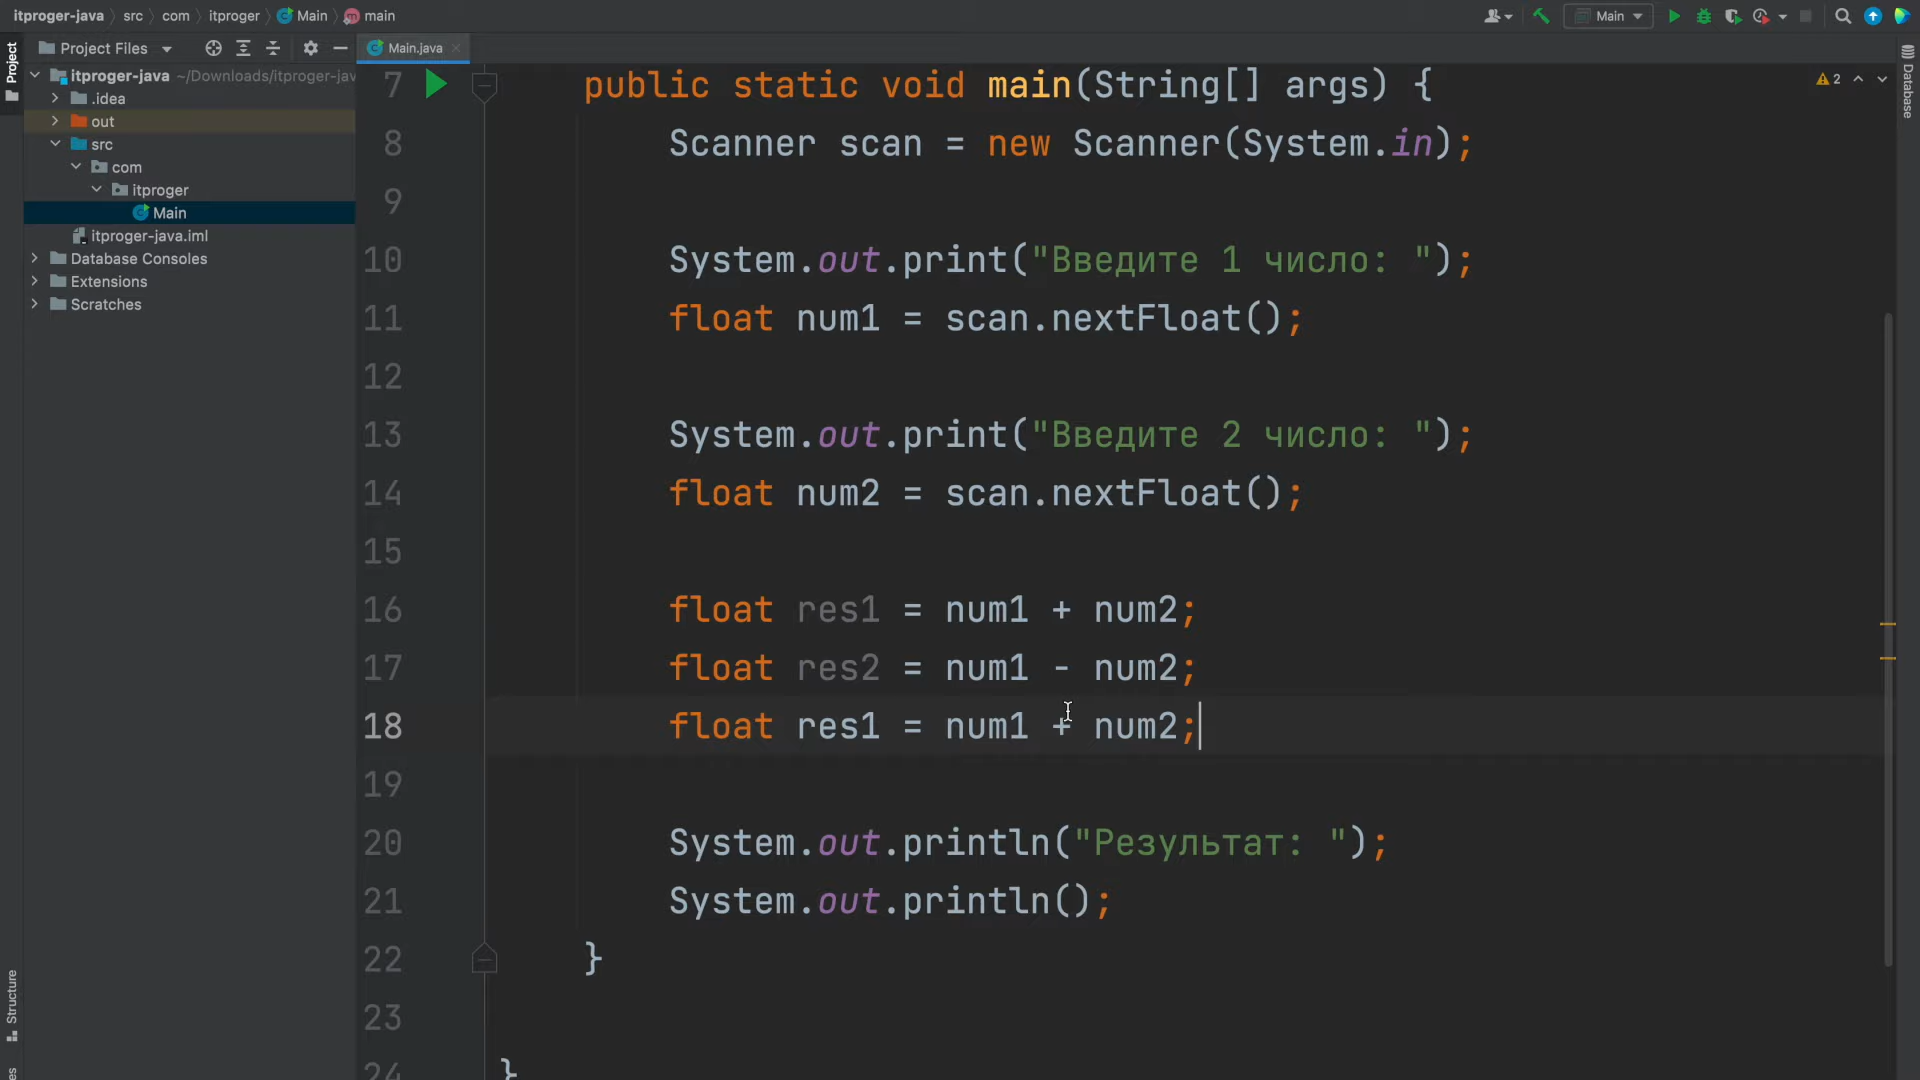 itproger-java src com itproger Main main
Main
Project
Project Files
Main.java
Database
itproger-java ~/Downloads/itproger-jav
.idea
out
src
com
itproger
Main
itproger-java.iml
Database Consoles
Extensions
Scratches
2
7 public static void main(String[] args) {
8 Scanner scan = new Scanner(System.in);
9
10 System.out.print("Введите 1 число: ");
11 float num1 = scan.nextFloat();
12
13 System.out.print("Введите 2 число: ");
14 float num2 = scan.nextFloat();
15
16 float res1 = num1 + num2;
17 float res2 = num1 - num2;
18 float res1 = num1 + num2;
19
20 System.out.println("Результат: ");
21 System.out.println();
22 }
23
24 }
Structure